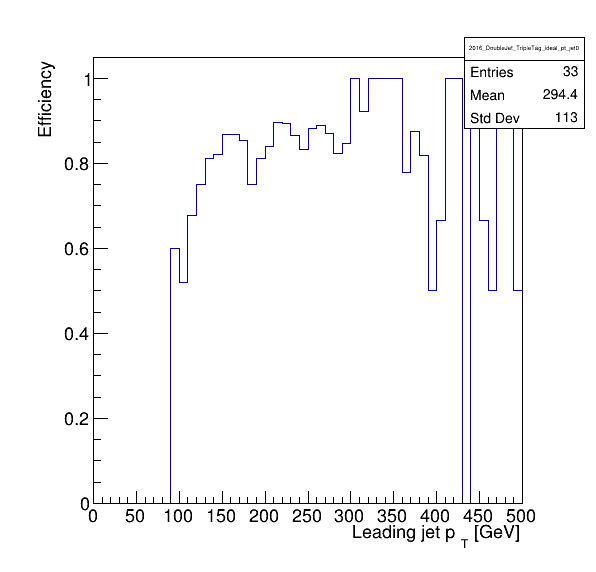 2016_DoubleJet_TripleTag_Ideal_pt_jet0
Entries 33
Mean 294.4
Std Dev 113
Efficiency
1
0.8
0.6
0.4
0.2
0
0 50 100 150 200 250 300 350 400 450 500
Leading jet p T [GeV]